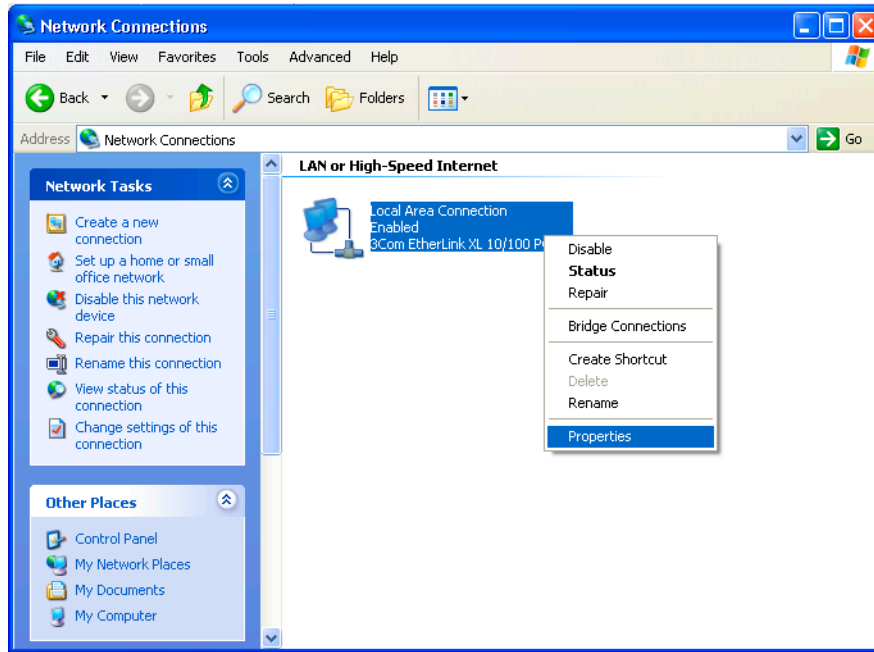 Network Connections
File Edit View Favorites Tools Advanced Help
Back Search Folders
Address Network Connections Go
Network Tasks
Create a new
connection
Set up a home or small
office network
Disable this network
device
Repair this connection
Rename this connection
View status of this
connection
Change settings of this
connection
Other Places
Control Panel
My Network Places
My Documents
My Computer
LAN or High-Speed Internet
Local Area Connection
Enabled
3Com EtherLink XL 10/100
Disable
Status
Repair
Bridge Connections
Create Shortcut
Delete
Rename
Properties